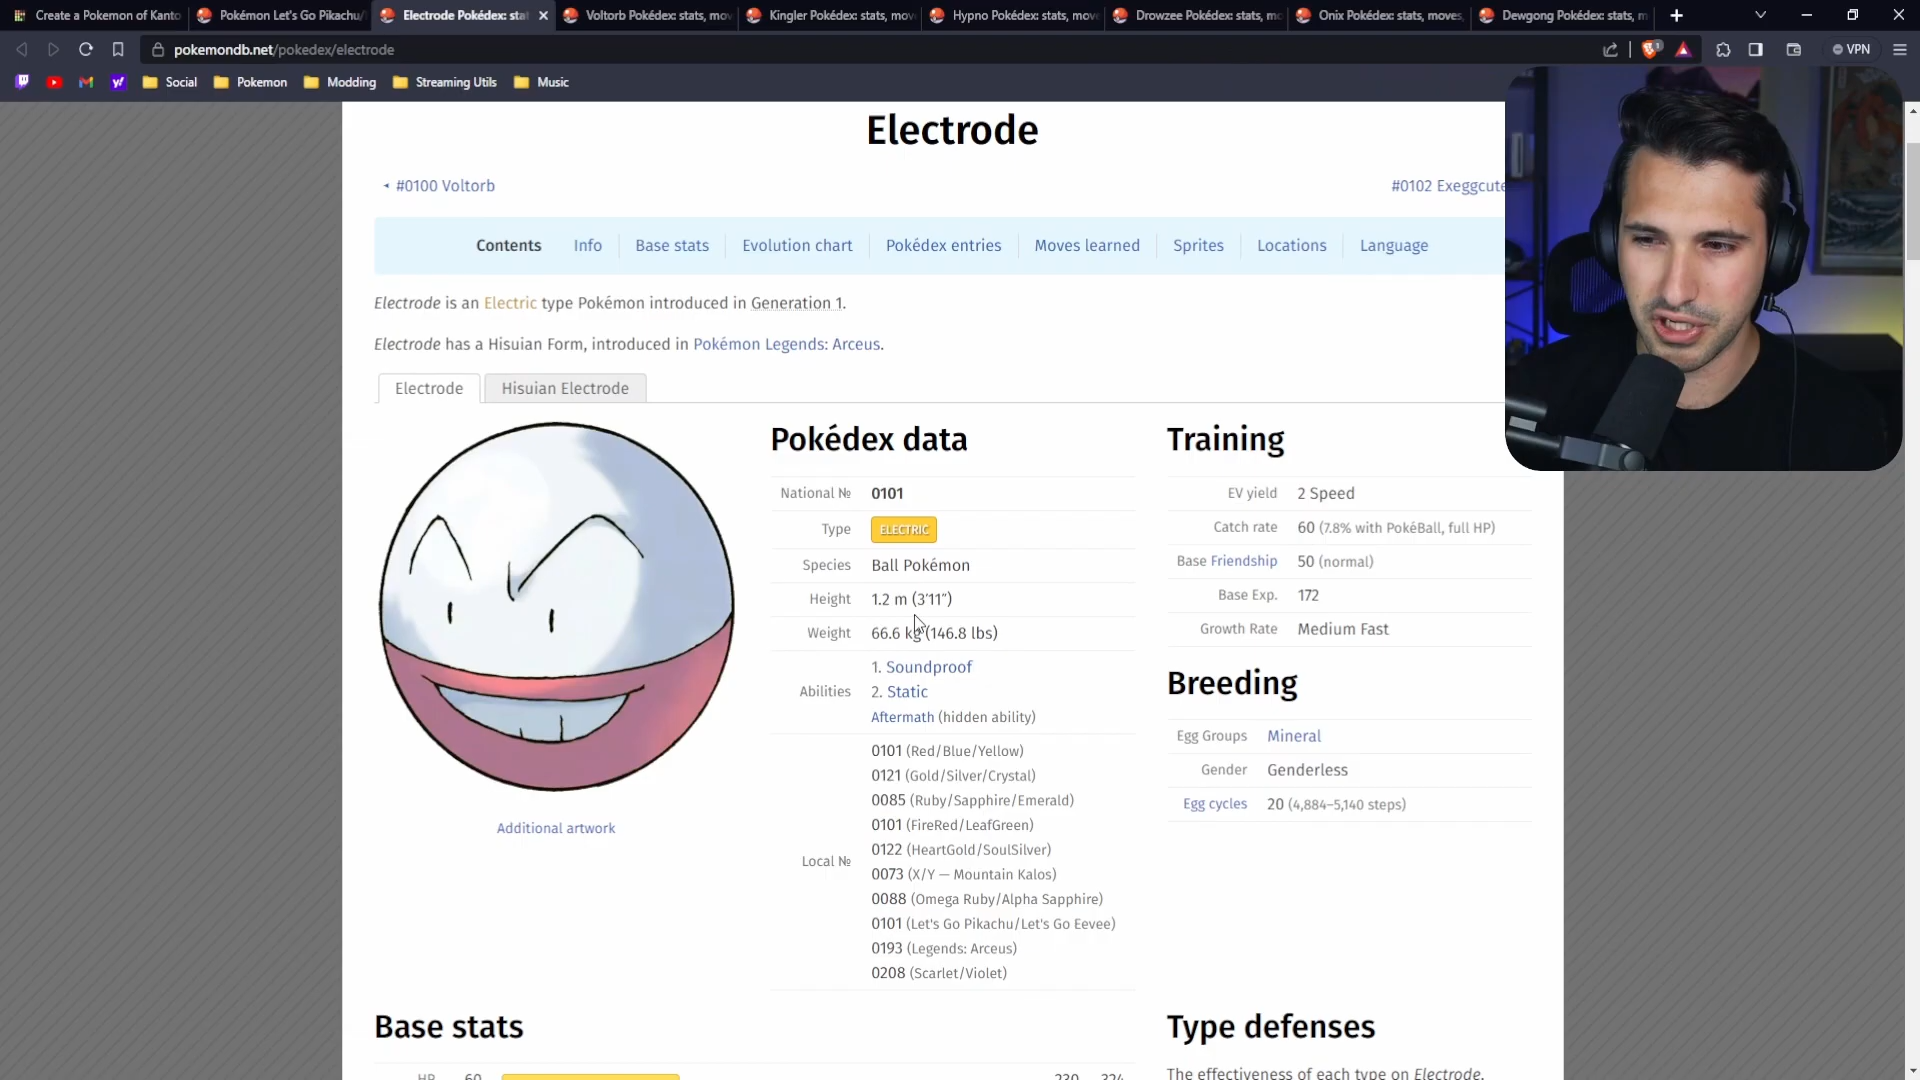 Create a Pokemon of Kanto
Pokémon Let's Go Pikachu/
Electrode Pokédex: sta
Voltorb Pokédex: stats, mov
Kingler Pokédex: stats, mov
Hypno Pokédex: stats, mov
Drowzee Pokédex: stats, mo
Onix Pokédex: stats, moves,
Dewgong Pokédex: stats, m
pokemondb.net/pokedex/electrode
1
VPN
Social
Pokemon
Modding
Streaming Utils
Music
Electrode
#0100 Voltorb
#0102 Exeggcute
Contents
Info
Base stats
Evolution chart
Pokédex entries
Moves learned
Sprites
Locations
Language
Electrode is an Electric type Pokémon introduced in Generation 1.
Electrode has a Hisuian Form, introduced in Pokémon Legends: Arceus.
Electrode
Hisuian Electrode
Additional artwork
Pokédex data
National № 0101
Type ELECTRIC
Species Ball Pokémon
Height 1.2 m (3′11″)
Weight 66.6 kg (146.8 lbs)
Abilities
1. Soundproof
2. Static
Aftermath (hidden ability)
Local №
0101 (Red/Blue/Yellow)
0121 (Gold/Silver/Crystal)
0085 (Ruby/Sapphire/Emerald)
0101 (FireRed/LeafGreen)
0122 (HeartGold/SoulSilver)
0073 (X/Y — Mountain Kalos)
0088 (Omega Ruby/Alpha Sapphire)
0101 (Let's Go Pikachu/Let's Go Eevee)
0193 (Legends: Arceus)
0208 (Scarlet/Violet)
Training
EV yield 2 Speed
Catch rate 60 (7.8% with PokéBall, full HP)
Base Friendship 50 (normal)
Base Exp. 172
Growth Rate Medium Fast
Breeding
Egg Groups Mineral
Gender Genderless
Egg cycles 20 (4,884–5,140 steps)
Base stats
HP 60 230 324
Type defenses
The effectiveness of each type on Electrode.